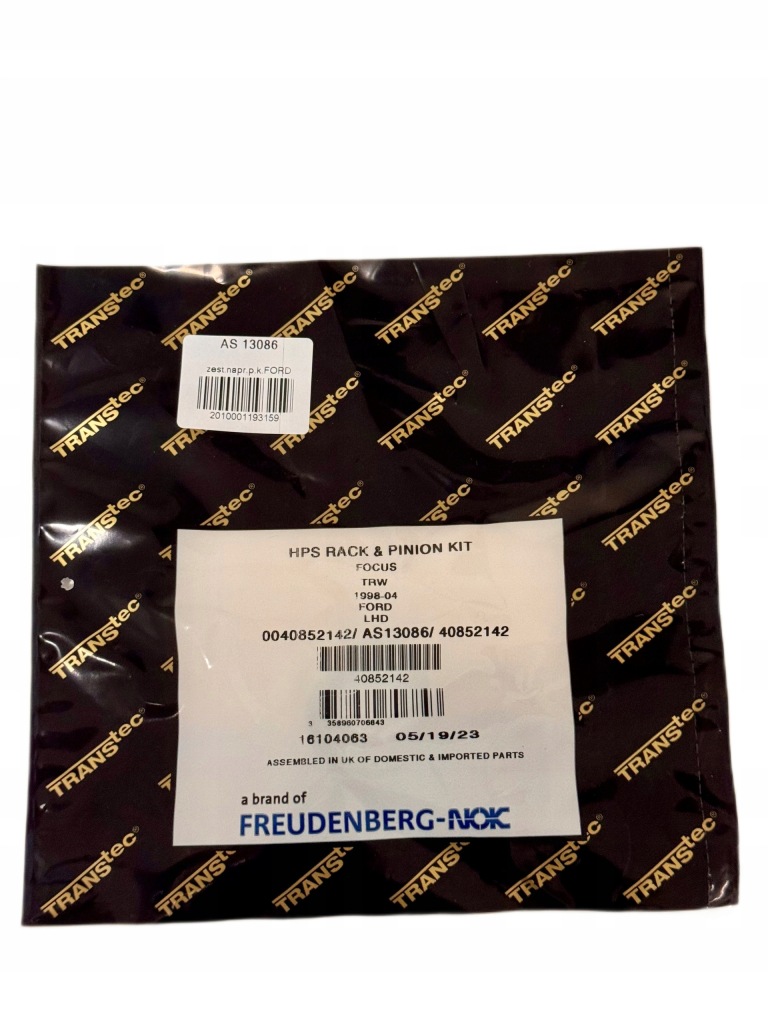 TRANStec®
AS 13086
zest.napr.p.k.FORD
2010001193159
HPS RACK & PINION KIT
FOCUS
TRW
1998-04
FORD
LHD
0040852142/ AS13086/ 40852142
40852142
3 358960706843
16104063 05/19/23
ASSEMBLED IN UK OF DOMESTIC & IMPORTED PARTS
a brand of
FREUDENBERG-NOK